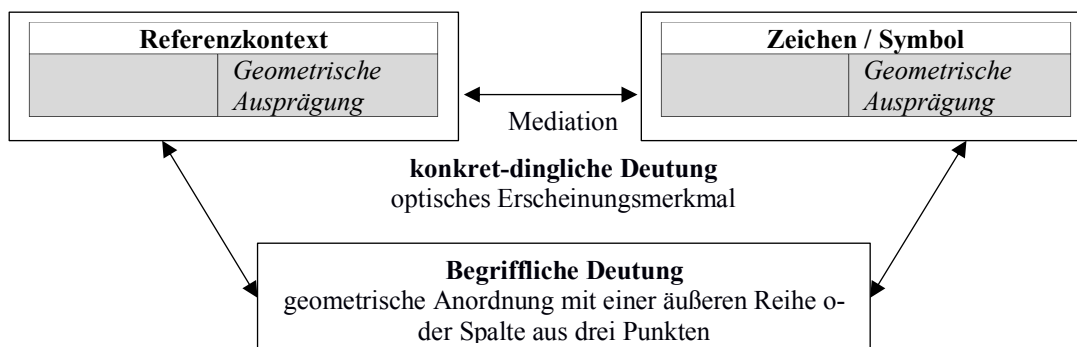 Referenzkontext
Geometrische
Ausprägung
Zeichen / Symbol
Geometrische
Ausprägung
Mediation
konkret-dingliche Deutung
optisches Erscheinungsmerkmal
Begriffliche Deutung
geometrische Anordnung mit einer äußeren Reihe o-
der Spalte aus drei Punkten